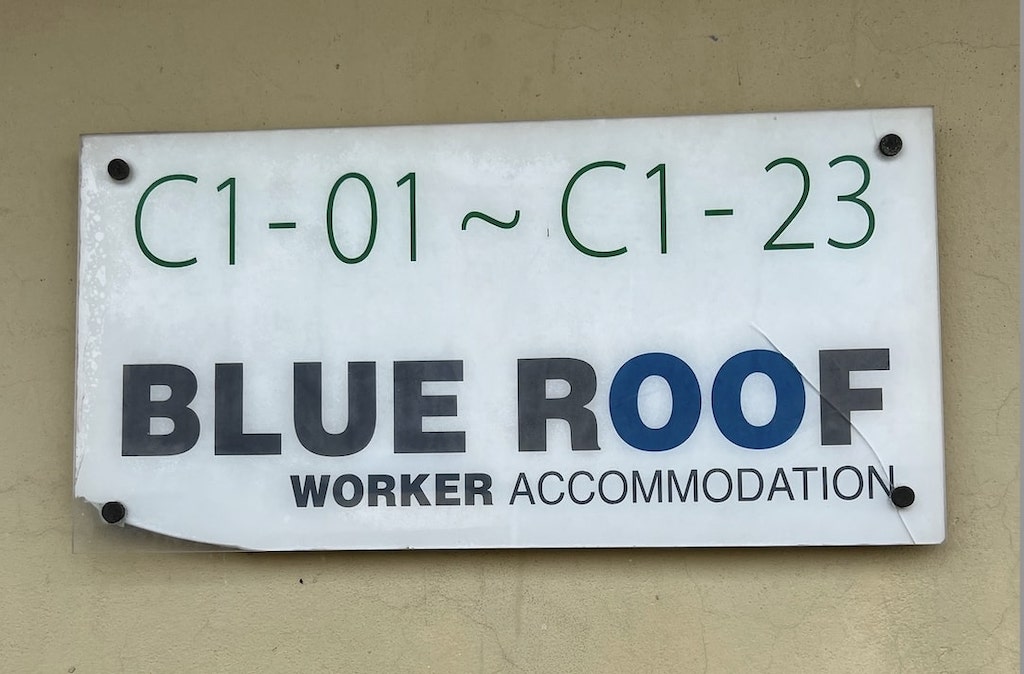 C1-01 ~ C1-23
BLUE ROOF
WORKER ACCOMMODATION